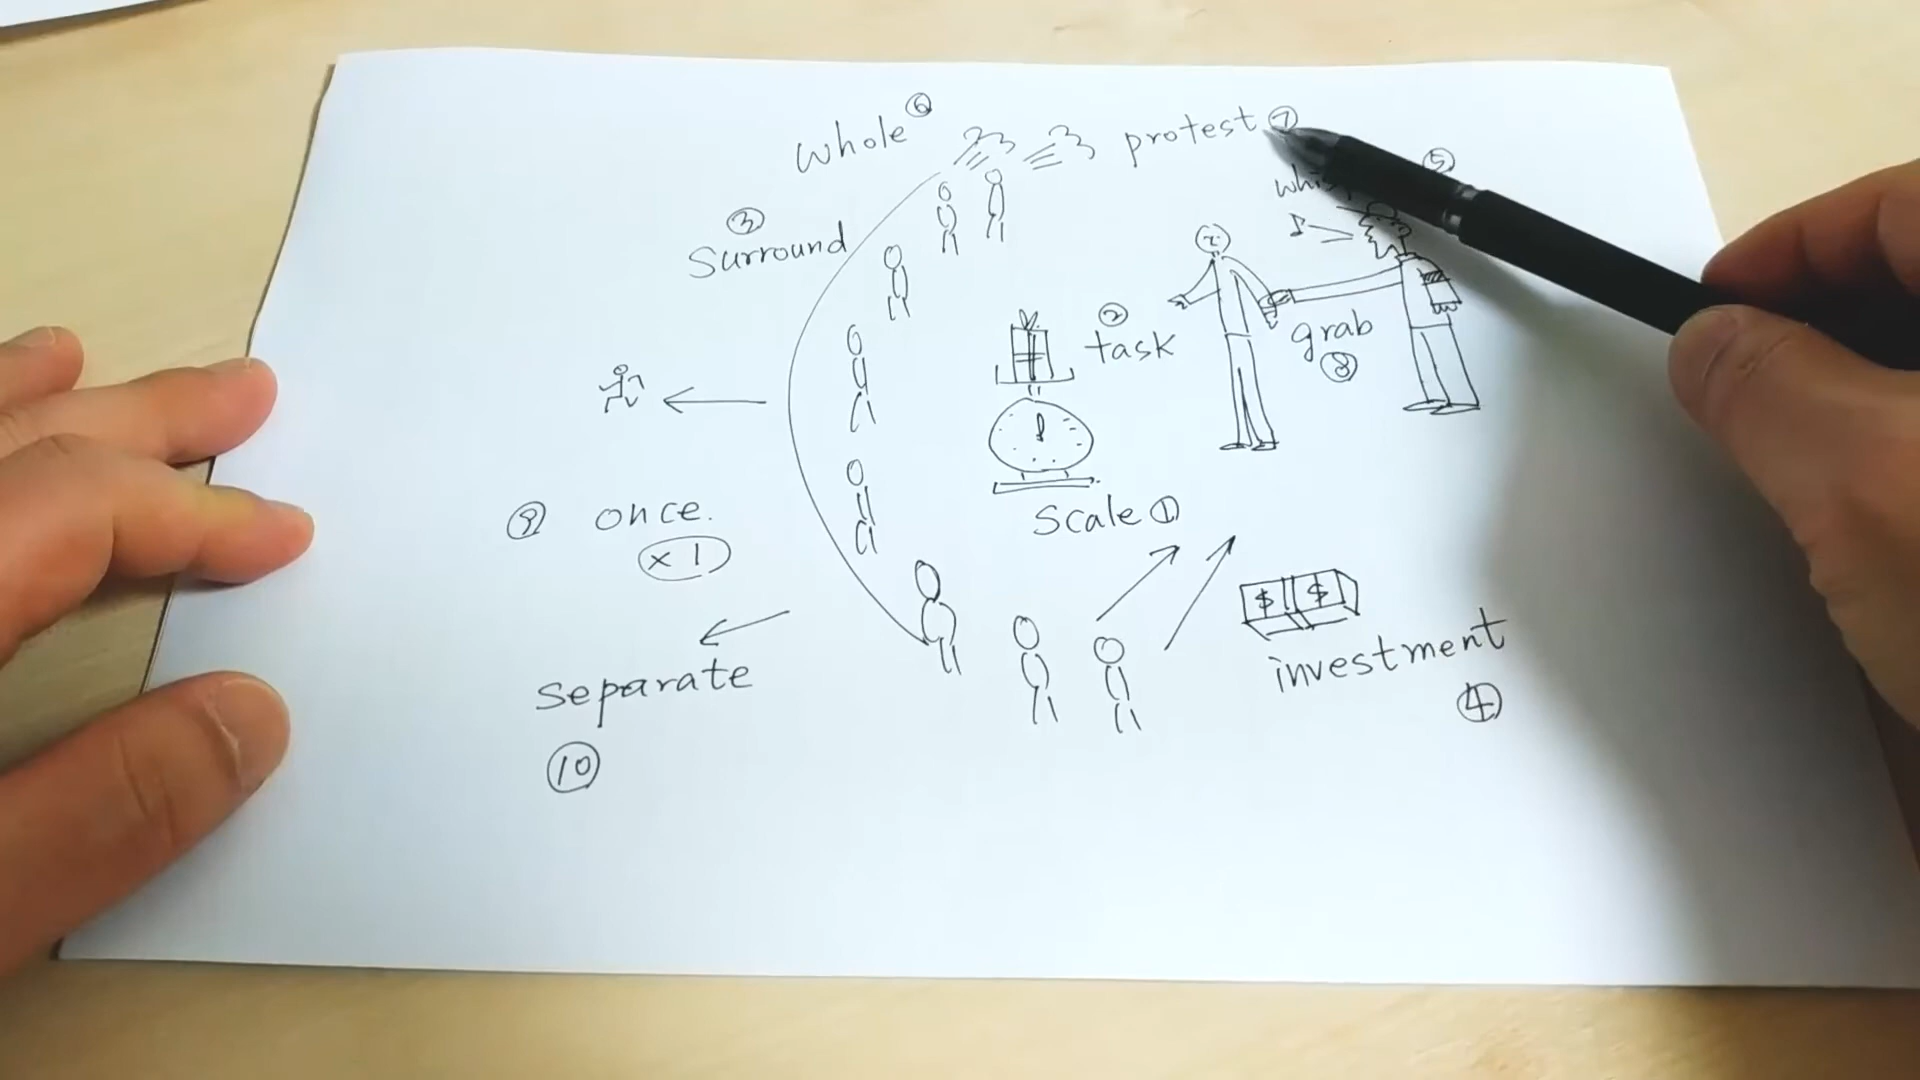 whole ⑥
protest ⑦
⑤
③
surround
②
task
grab
⑧
scale ①
⑨ once.
x 1
$ $
investment
④
separate
⑩